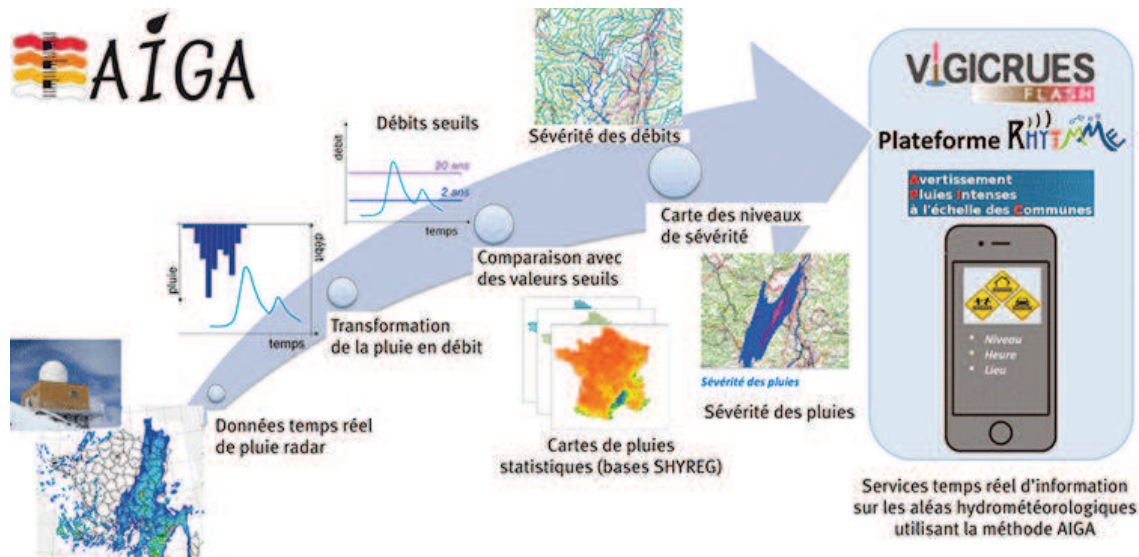 AIGA
Débits seuils
débit
20 ans
2 ans
temps
Sévérité des débits
VIGICRUES
FLASH
Plateforme RHYTMME
Avertissement
Pluies Intenses
à l'échelle des Communes
Carte des niveaux
de sévérité
Comparaison avec
des valeurs seuils
pluie
débit
temps
Transformation
de la pluie en débit
Données temps réel
de pluie radar
Cartes de pluies
statistiques (bases SHYREG)
Sévérité des pluies
Sévérité des pluies
Niveau
Heure
Lieu
Services temps réel d'information
sur les aléas hydrométéorologiques
utilisant la méthode AIGA